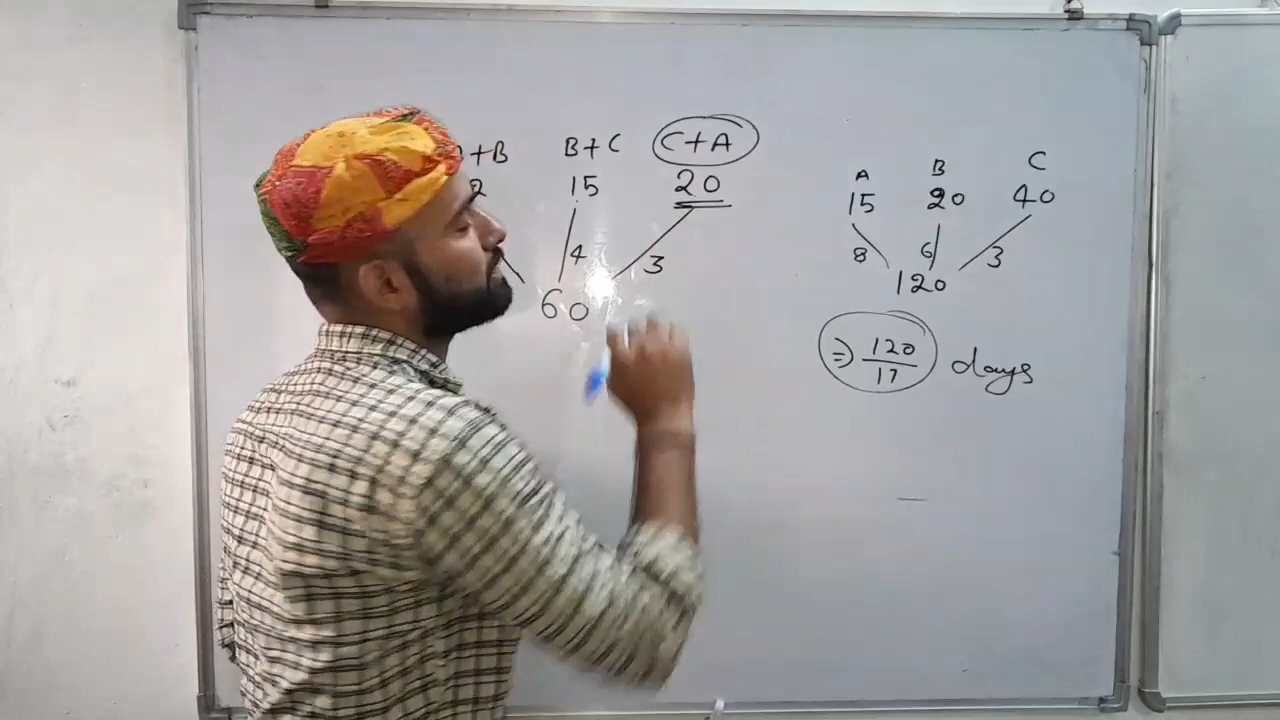 +B B+C C+A
2 15 20
4 3
60
A B C
15 20 40
8 6 3
120
⇒ 120/17 days